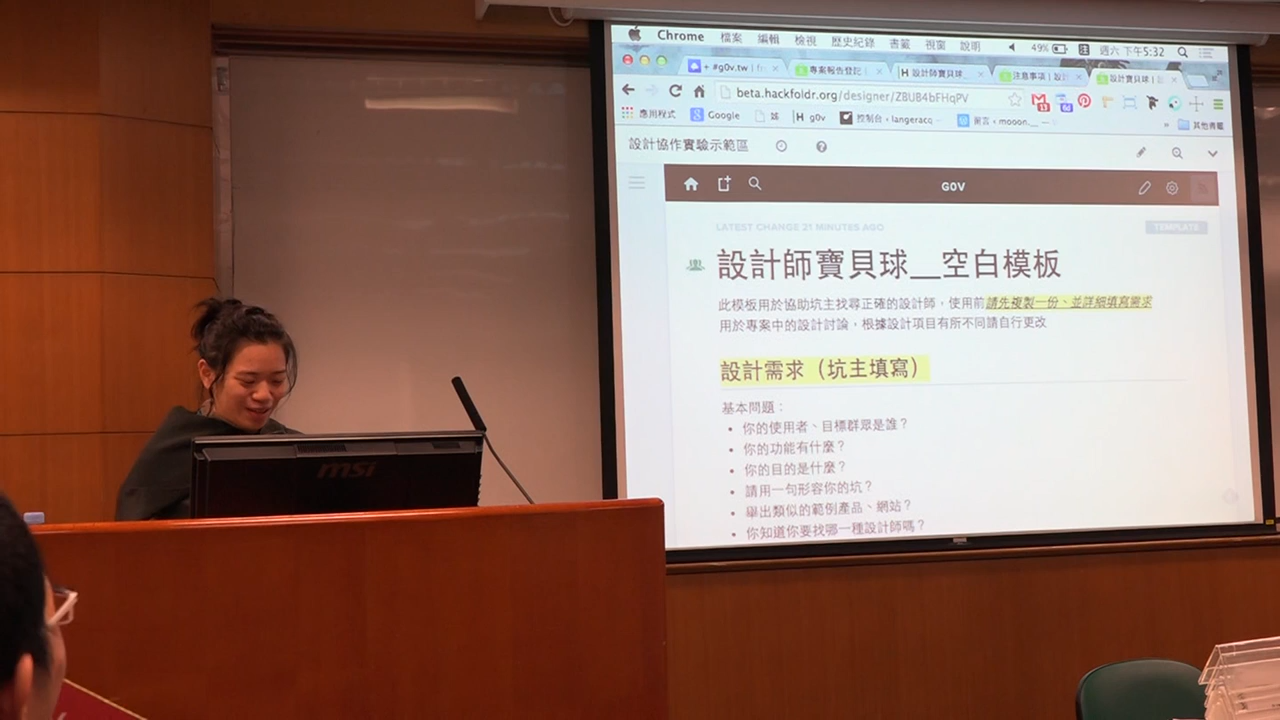 Chrome 檔案 編輯 檢視 歷史紀錄 書籤 視窗 說明 49% 週六 下午5:32
+ #g0v.tw | 專案報告登記 設計師寶貝球 注意事項 | 設計 設計寶貝球 |
beta.hackfoldr.org/designer/ZBUB4bFHqPV
應用程式 Google g0v 控制台 ‹ langeracq 其他書籤
設計協作實驗示範區
G0V
LATEST CHANGE 21 MINUTES AGO TEMPLATE
設計師寶貝球__空白模板
此模板用於協助坑主找尋正確的設計師，使用前請先複製一份、並詳細填寫需求
用於專案中的設計討論，根據設計項目有所不同請自行更改
設計需求（坑主填寫）
基本問題：
• 你的使用者、目標群眾是誰？
• 你的功能有什麼？
• 你的目的是什麼？
• 請用一句形容你的坑？
• 舉出類似的範例產品、網站？
• 你知道你要找哪一種設計師嗎？
msi